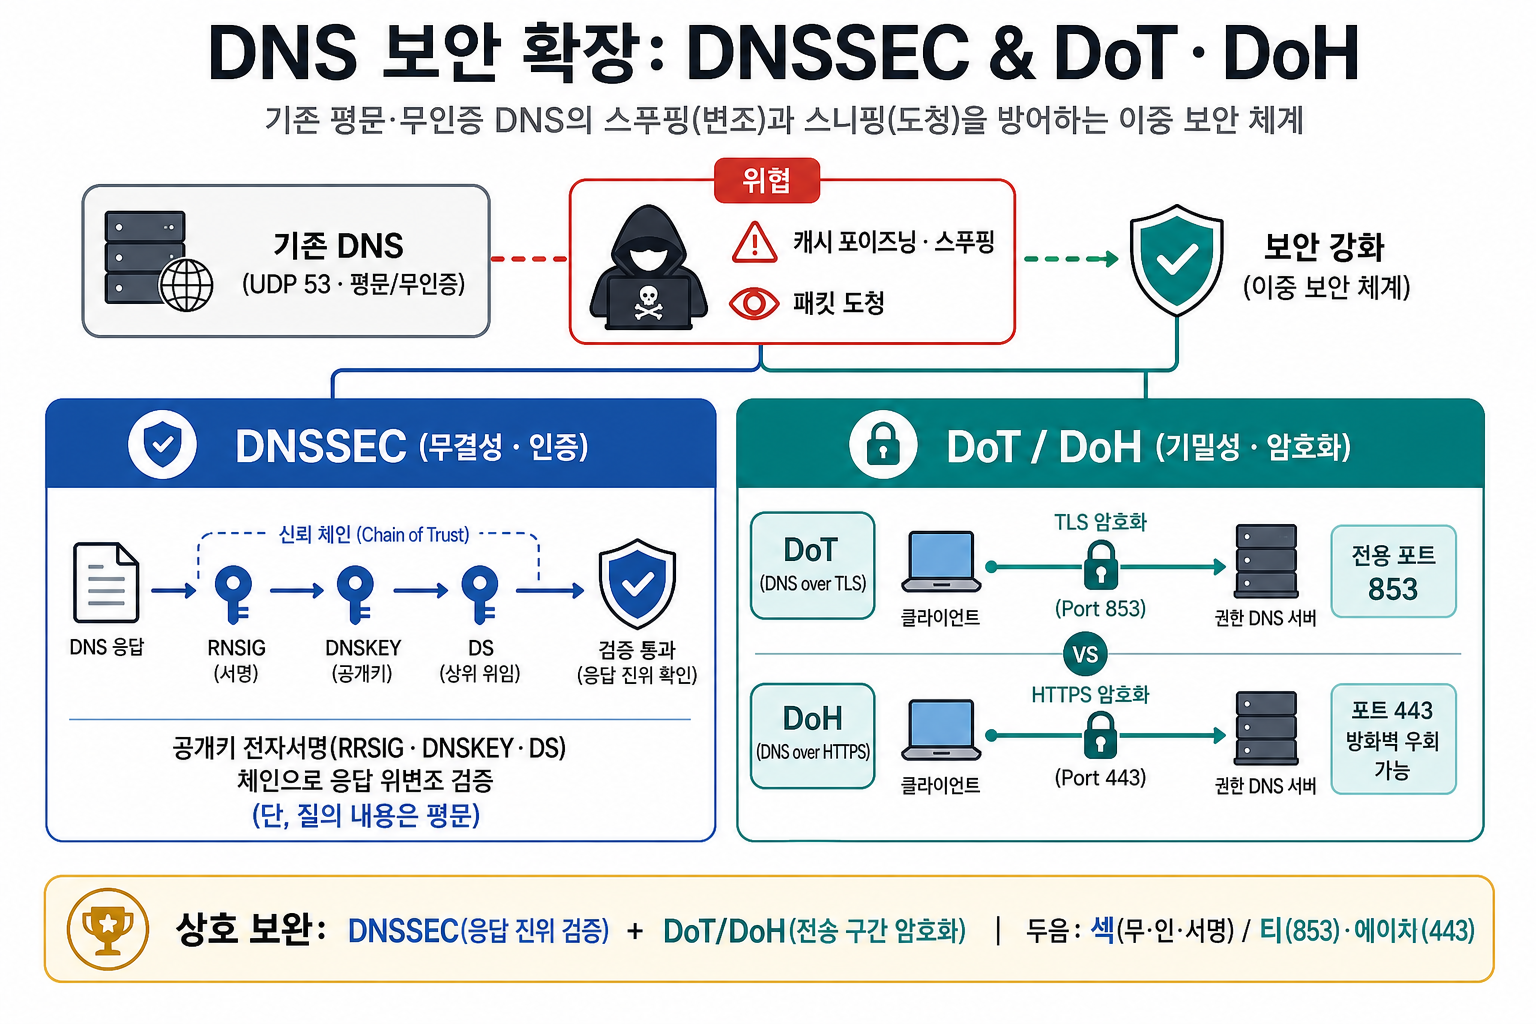 DNS 보안 확장: DNSSEC & DoT · DoH
기존 평문·무인증 DNS의 스푸핑(변조)과 스니핑(도청)을 방어하는 이중 보안 체계
기존 DNS
(UDP 53 · 평문/무인증)
위협
캐시 포이즈닝 · 스푸핑
패킷 도청
보안 강화
(이중 보안 체계)
DNSSEC (무결성 · 인증)
신뢰 체인 (Chain of Trust)
DNS 응답
RNSIG
(서명)
DNSKEY
(공개키)
DS
(상위 위임)
검증 통과
(응답 진위 확인)
공개키 전자서명(RRSIG · DNSKEY · DS)
체인으로 응답 위변조 검증
(단, 질의 내용은 평문)
DoT / DoH (기밀성 · 암호화)
DoT
(DNS over TLS)
클라이언트
TLS 암호화
(Port 853)
권한 DNS 서버
전용 포트
853
VS
DoH
(DNS over HTTPS)
클라이언트
HTTPS 암호화
(Port 443)
권한 DNS 서버
포트 443
방화벽 우회
가능
상호 보완: DNSSEC(응답 진위 검증) + DoT/DoH(전송 구간 암호화) | 두음: 섹(무·인·서명) / 티(853)·에이치(443)